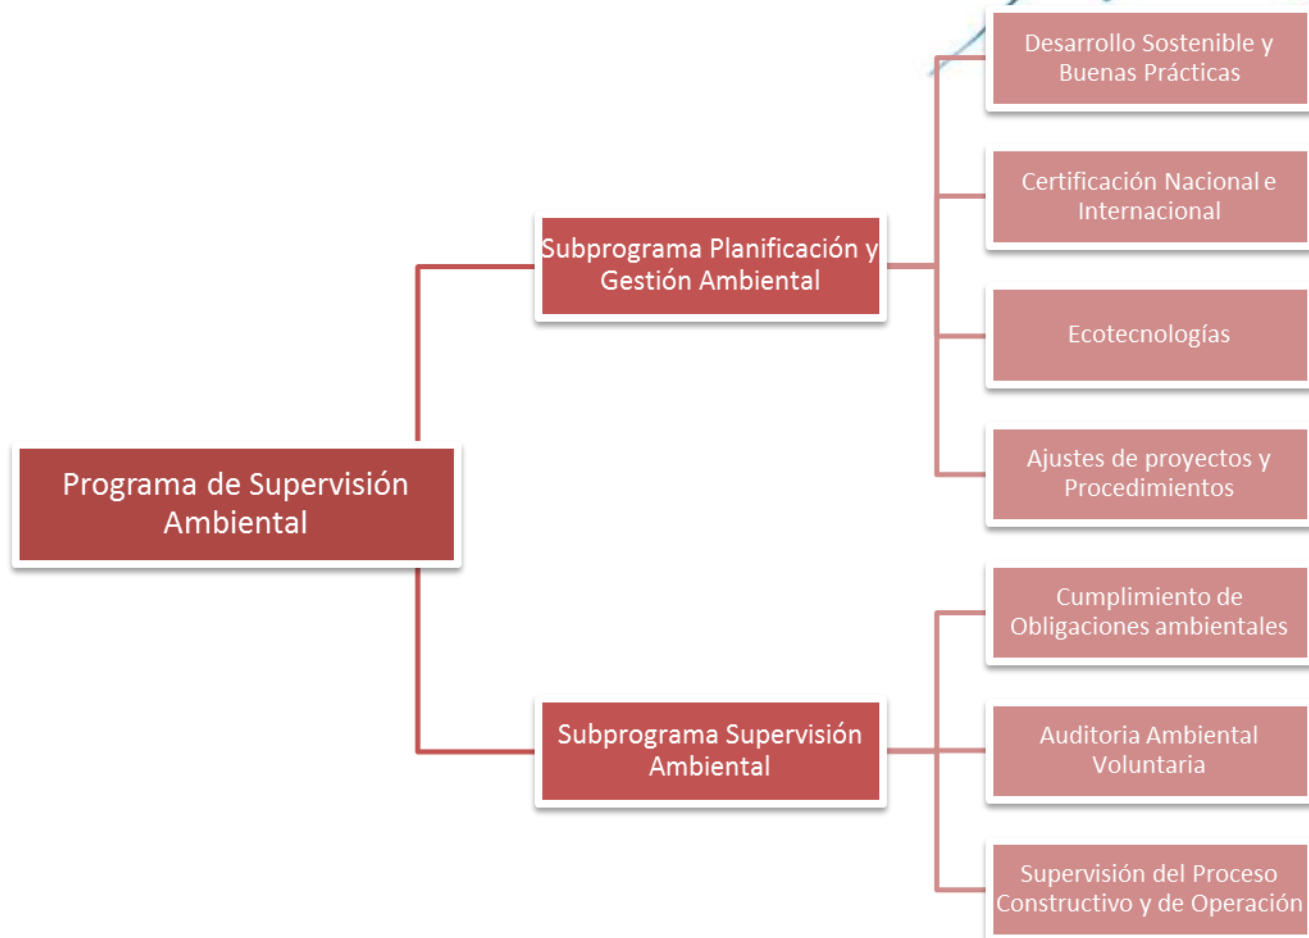 Programa de Supervisión
Ambiental
Subprograma Planificación y
Gestión Ambiental
Desarrollo Sostenible y
Buenas Prácticas
Certificación Nacional e
Internacional
Ecotecnologías
Ajustes de proyectos y
Procedimientos
Subprograma Supervisión
Ambiental
Cumplimiento de
Obligaciones ambientales
Auditoria Ambiental
Voluntaria
Supervisión del Proceso
Constructivo y de Operación